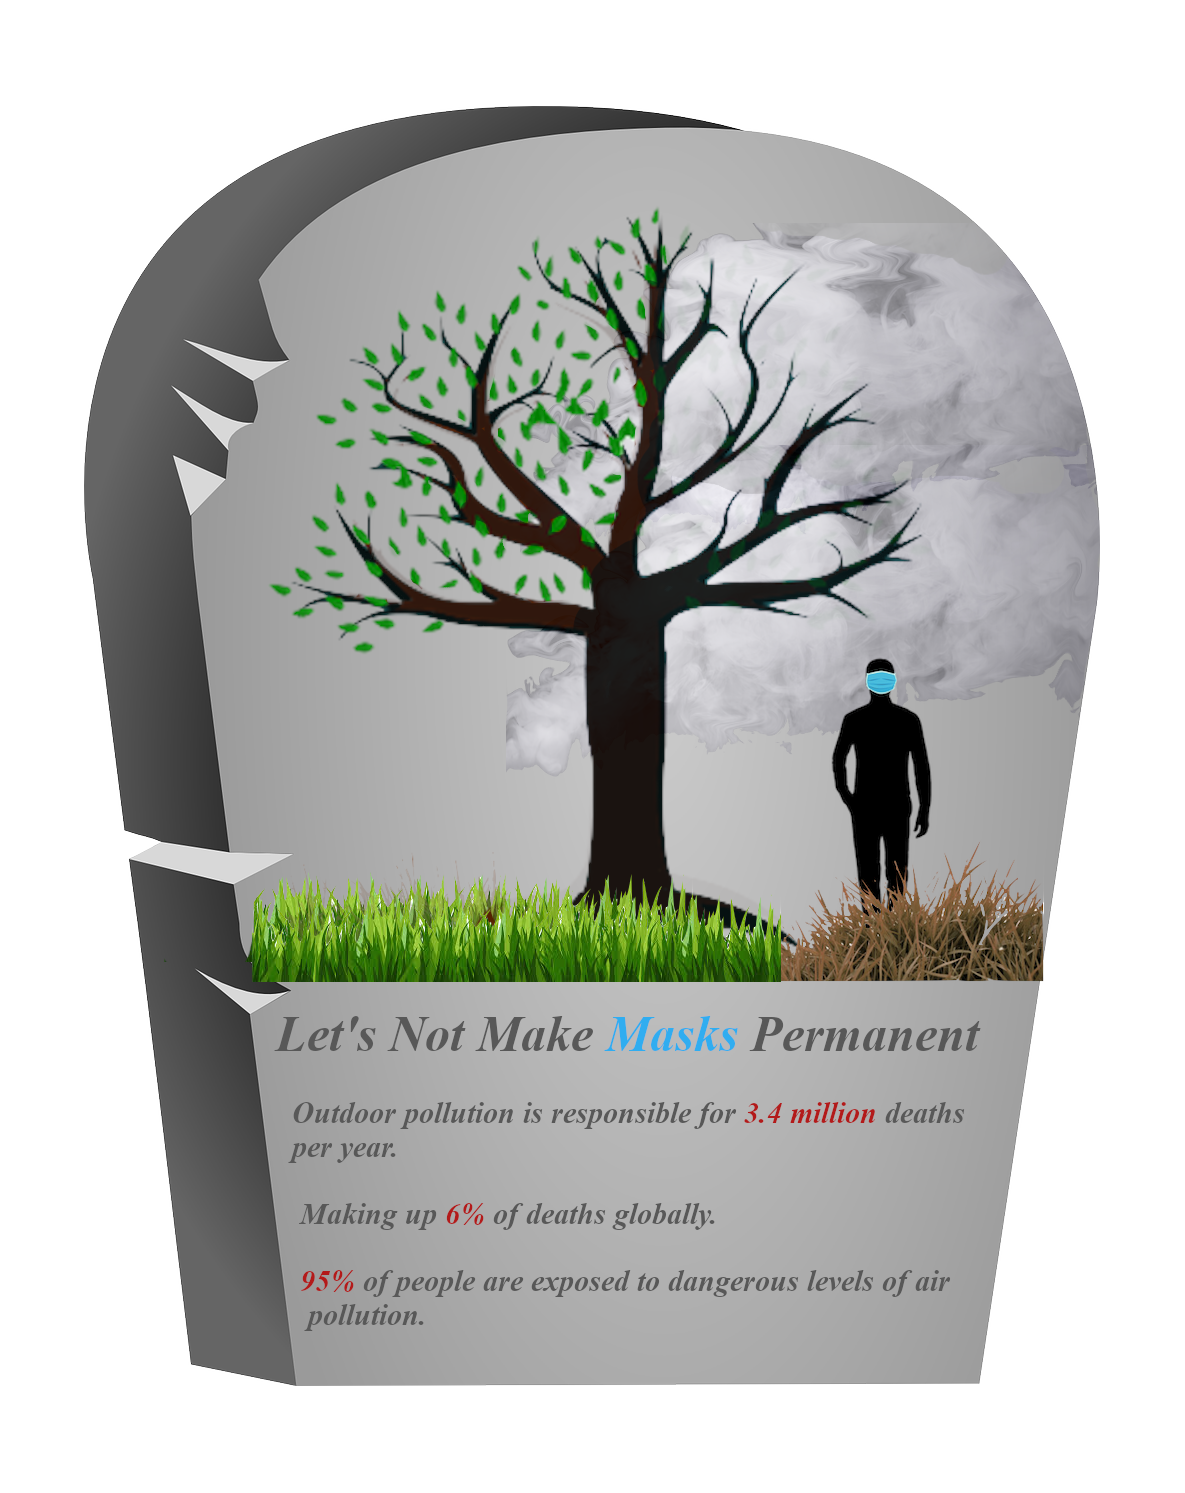 Let's Not Make Masks Permanent
Outdoor pollution is responsible for 3.4 million deaths
per year.
Making up 6% of deaths globally.
95% of people are exposed to dangerous levels of air
pollution.